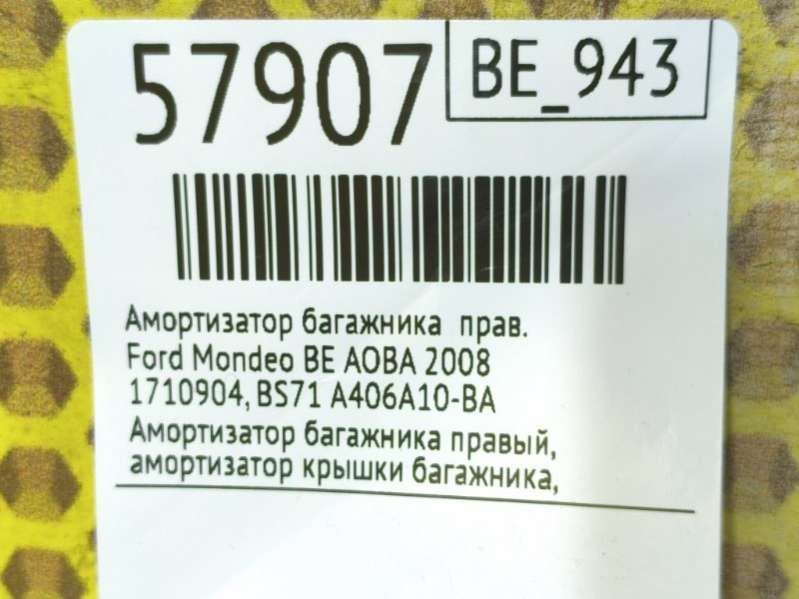 57907
BE_943
Амортизатор багажника прав.
Ford Mondeo BE AOBA 2008
1710904, BS71 A406A10-BA
Амортизатор багажника правый,
амортизатор крышки багажника,